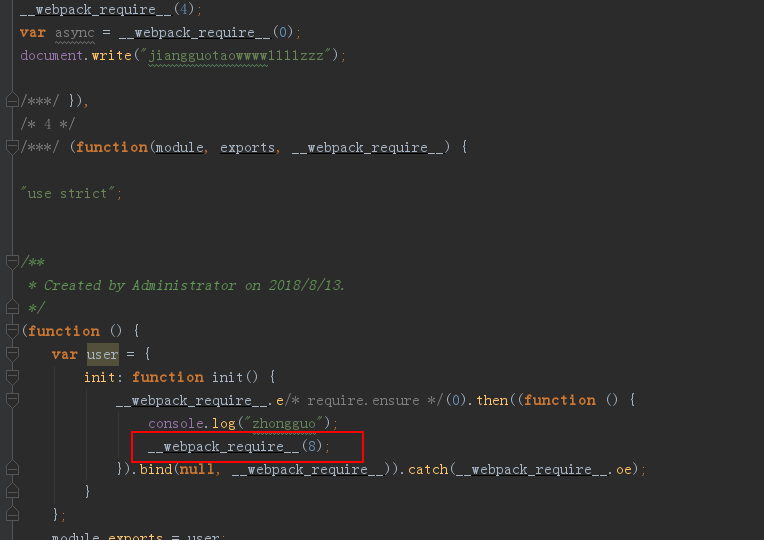 __webpack_require__(4);
var async = __webpack_require__(0);
document.write("jiangguotaowwww1111zzz");
/***/ }),
/* 4 */
/***/ (function(module, exports, __webpack_require__) {
"use strict";
/**
* Created by Administrator on 2018/8/13.
*/
(function () {
var user = {
init: function init() {
__webpack_require__.e/* require.ensure */(0).then((function () {
console.log("zhongguo");
__webpack_require__(8);
}).bind(null, __webpack_require__)).catch(__webpack_require__.oe);
}
};
module.exports = user;